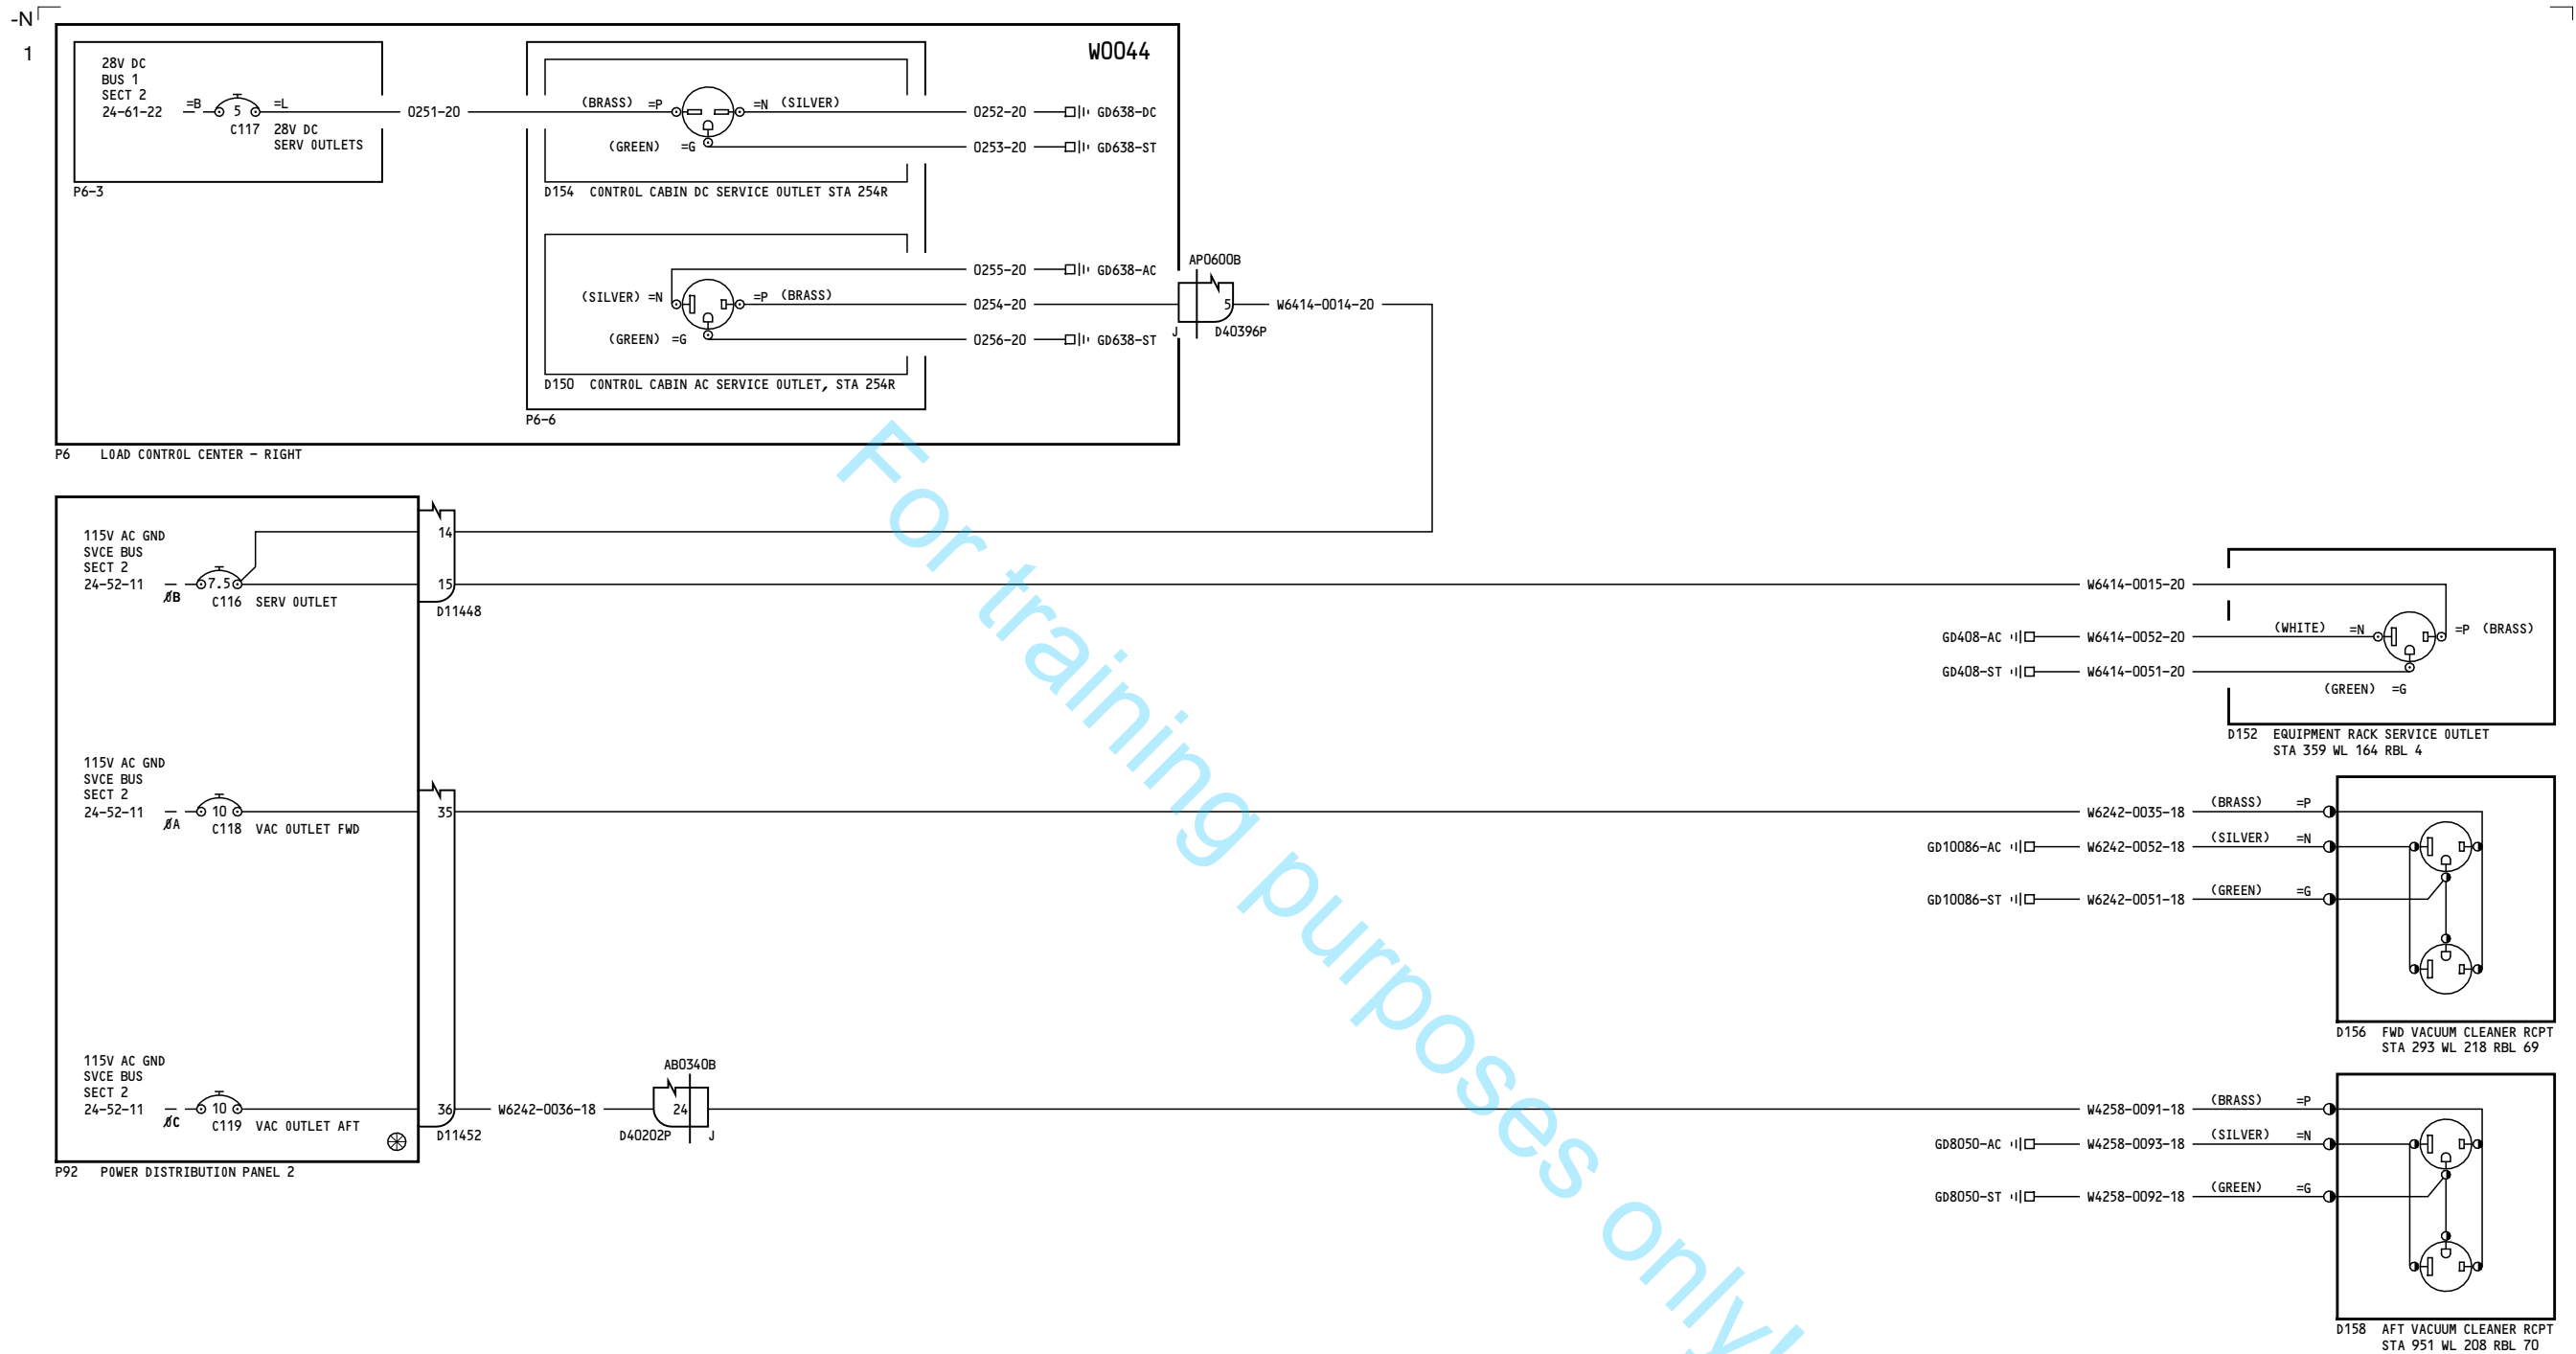 -N
1
W0044
28V DC
BUS 1
SECT 2
24-61-22
=B
5
=L
C117
28V DC
SERV OUTLETS
P6-3
0251-20
(BRASS) =P
=N (SILVER)
(GREEN) =G
0252-20
GD638-DC
0253-20
GD638-ST
D154 CONTROL CABIN DC SERVICE OUTLET STA 254R
(SILVER) =N
=P (BRASS)
(GREEN) =G
0255-20
GD638-AC
0254-20
0256-20
GD638-ST
D150 CONTROL CABIN AC SERVICE OUTLET, STA 254R
P6-6
AP0600B
5
J
D40396P
W6414-0014-20
P6 LOAD CONTROL CENTER - RIGHT
115V AC GND
SVCE BUS
SECT 2
24-52-11
ØB
7.5
C116 SERV OUTLET
14
15
D11448
W6414-0015-20
GD408-AC
W6414-0052-20
(WHITE) =N
=P (BRASS)
GD408-ST
W6414-0051-20
(GREEN) =G
D152 EQUIPMENT RACK SERVICE OUTLET
STA 359 WL 164 RBL 4
115V AC GND
SVCE BUS
SECT 2
24-52-11
ØA
10
C118 VAC OUTLET FWD
35
W6242-0035-18
(BRASS) =P
GD10086-AC
W6242-0052-18
(SILVER) =N
GD10086-ST
W6242-0051-18
(GREEN) =G
D156 FWD VACUUM CLEANER RCPT
STA 293 WL 218 RBL 69
115V AC GND
SVCE BUS
SECT 2
24-52-11
ØC
10
C119 VAC OUTLET AFT
36
D11452
W6242-0036-18
AB0340B
24
D40202P
J
W4258-0091-18
(BRASS) =P
GD8050-AC
W4258-0093-18
(SILVER) =N
GD8050-ST
W4258-0092-18
(GREEN) =G
P92 POWER DISTRIBUTION PANEL 2
D158 AFT VACUUM CLEANER RCPT
STA 951 WL 208 RBL 70
For training purposes only!